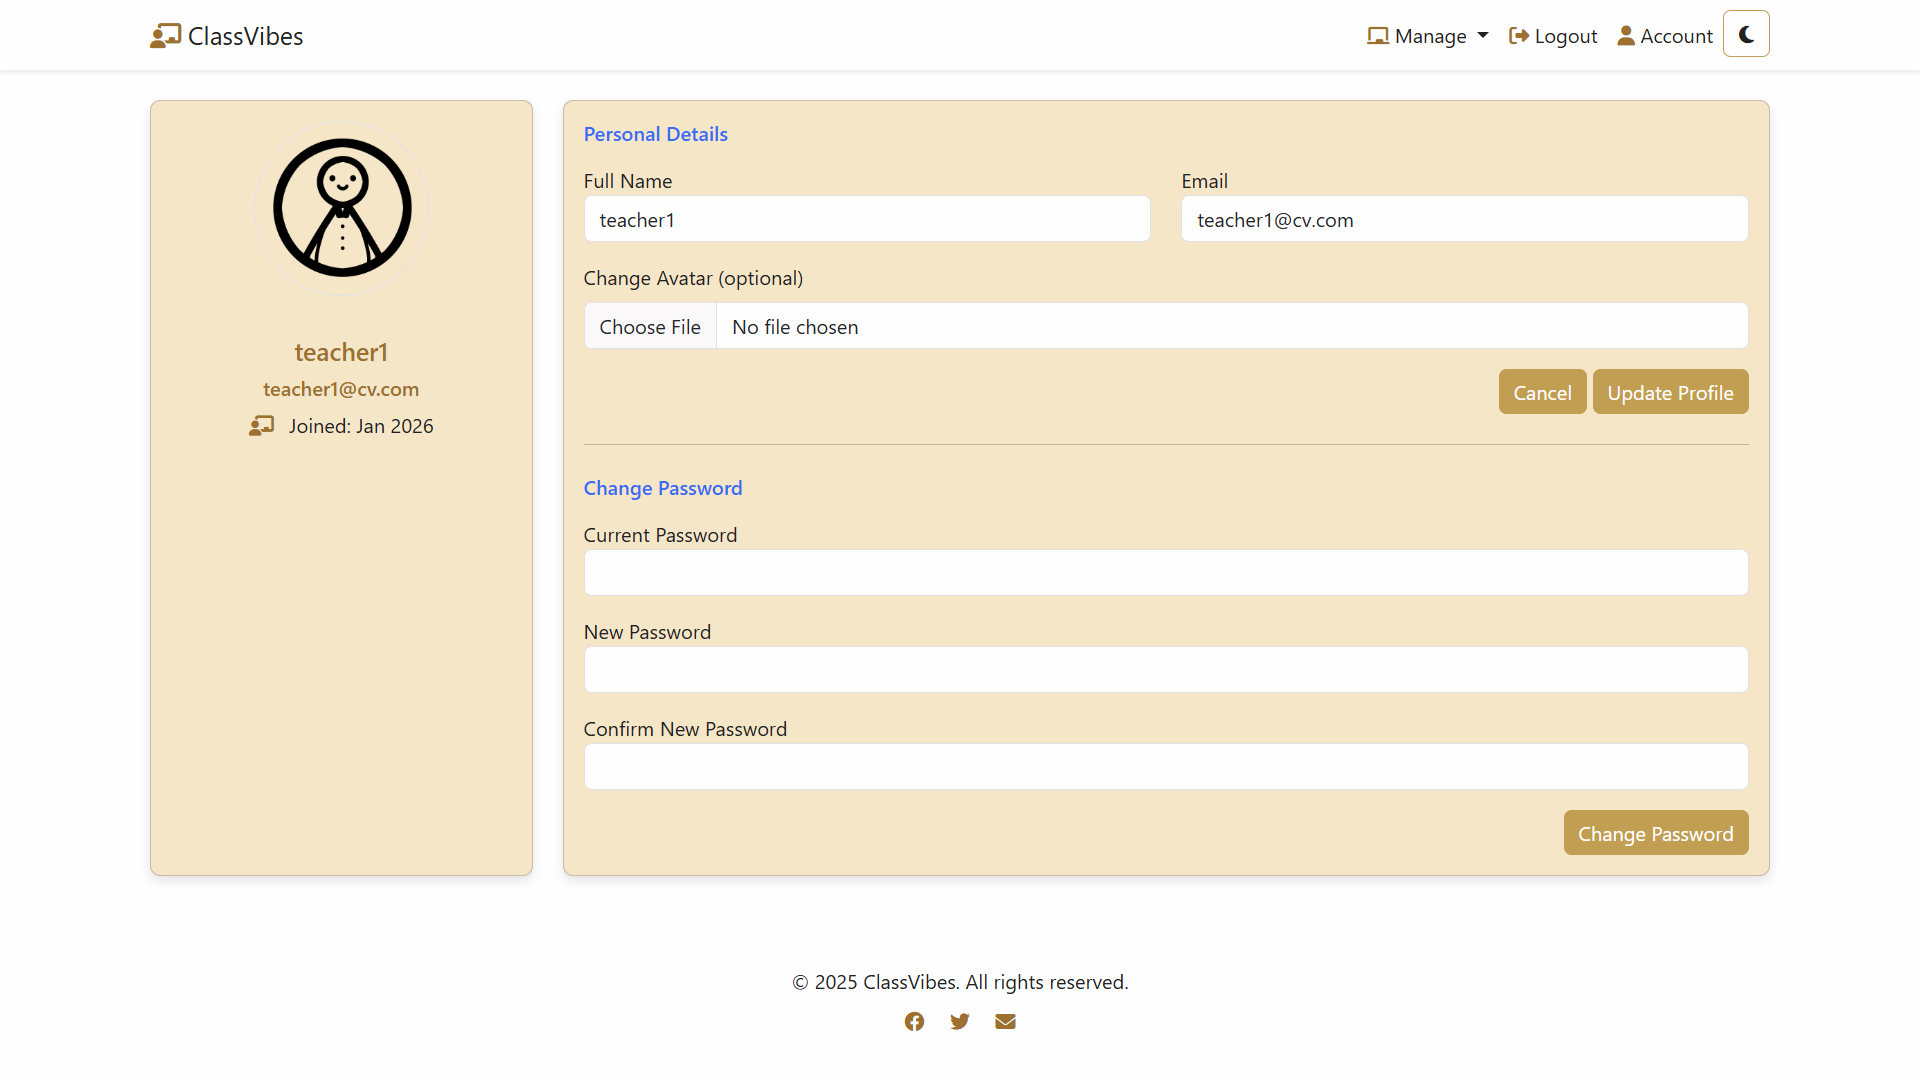 ClassVibes
Manage
Logout
Account
teacher1
teacher1@cv.com
Joined: Jan 2026
Personal Details
Full Name
teacher1
Email
teacher1@cv.com
Change Avatar (optional)
Choose File
No file chosen
Cancel
Update Profile
Change Password
Current Password
New Password
Confirm New Password
Change Password
© 2025 ClassVibes. All rights reserved.